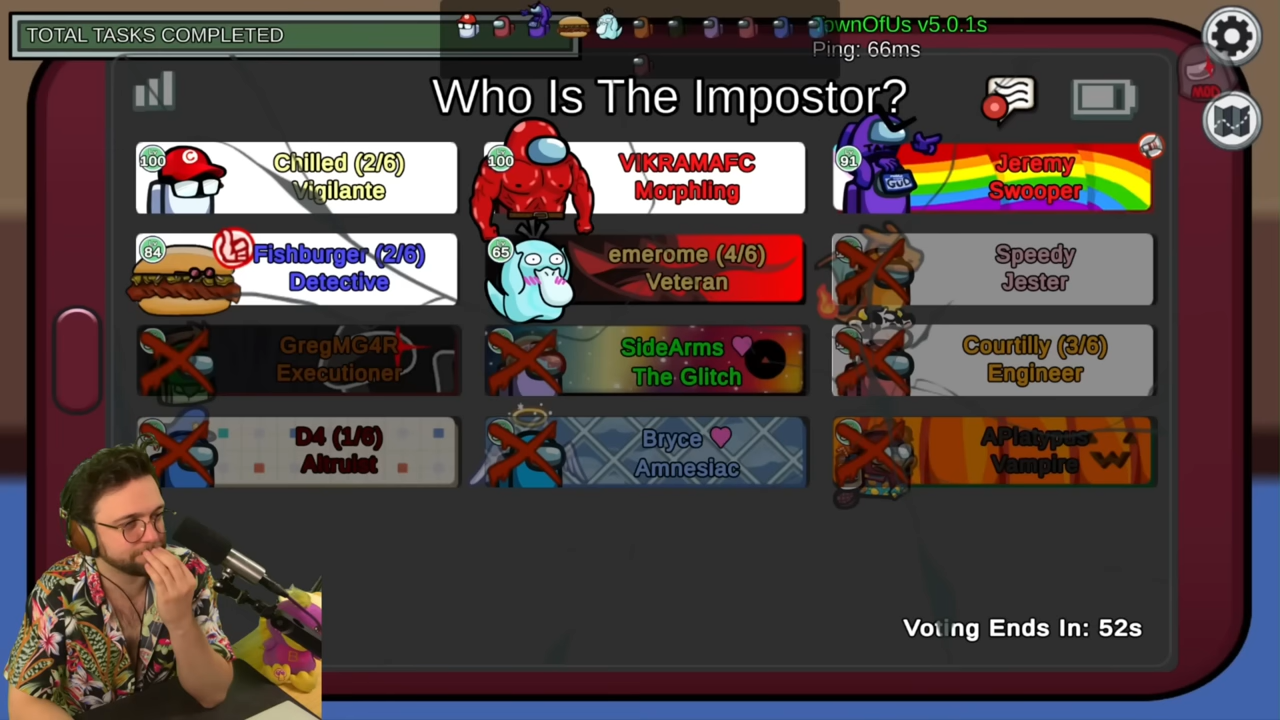 TOTAL TASKS COMPLETED
TownOfUs v5.0.1s
Ping: 66ms
Who Is The Impostor?
MOD
100
Chilled (2/6)
Vigilante
100
VIKRAMAFC
Morphling
91
Jeremy
Swooper
84
Fishburger (2/6)
Detective
65
emerome (4/6)
Veteran
Speedy
Jester
GregMG4R
Executioner
SideArms
The Glitch
Courtilly (3/6)
Engineer
D4 (1/6)
Altruist
Bryce
Amnesiac
APlatypus
Vampire
Voting Ends In: 52s